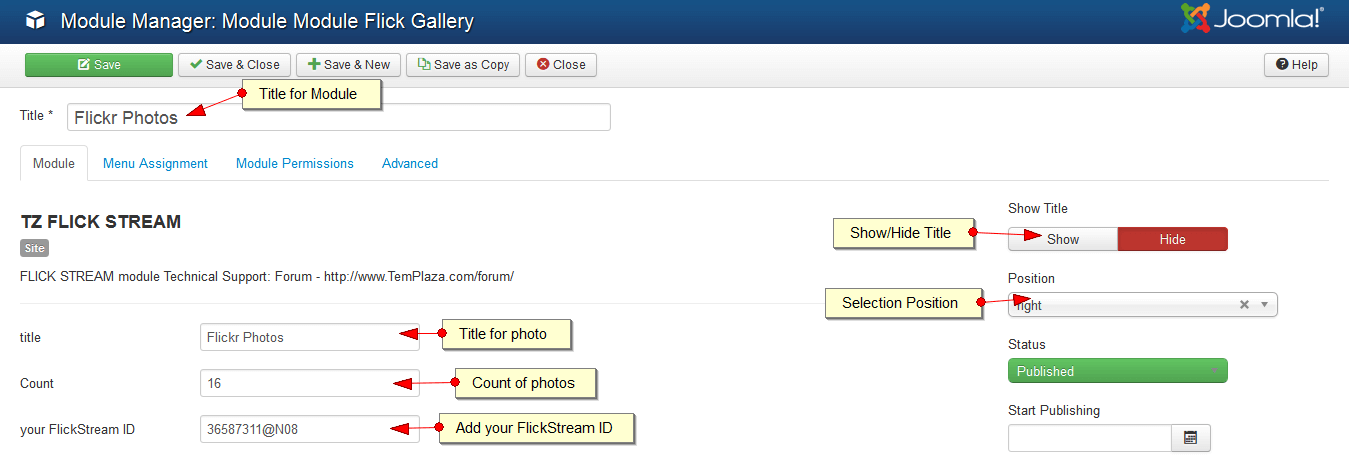 Module Manager: Module Module Flick Gallery
Joomla!®
Save
Save & Close
Save & New
Save as Copy
Close
Help
Title for Module
Title *
Flickr Photos
Module
Menu Assignment
Module Permissions
Advanced
TZ FLICK STREAM
Site
FLICK STREAM module Technical Support: Forum - http://www.TemPlaza.com/forum/
title
Flickr Photos
Title for photo
Count
16
Count of photos
your FlickStream ID
36587311@N08
Add your FlickStream ID
Show Title
Show/Hide Title
Show
Hide
Position
Selection Position
right
Status
Published
Start Publishing